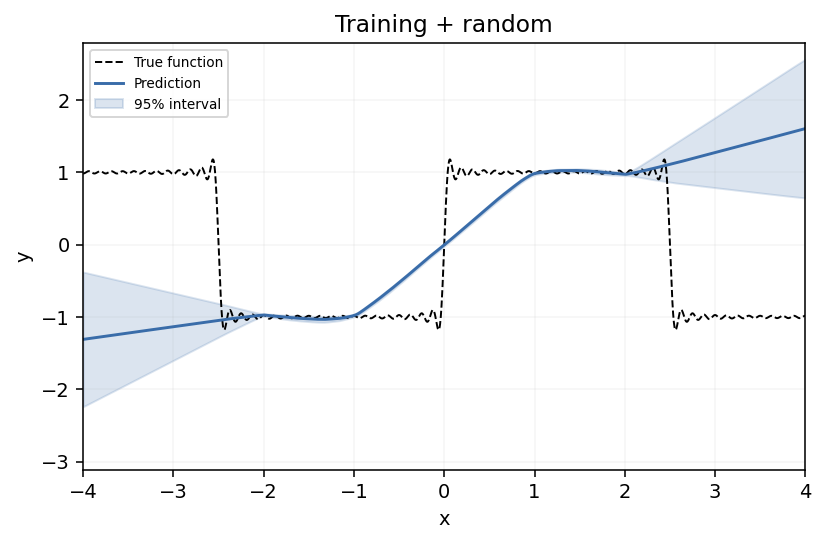 Training + random
True function
Prediction
95% interval
y
2
1
0
−1
−2
−3
−4 −3 −2 −1 0 1 2 3 4
x